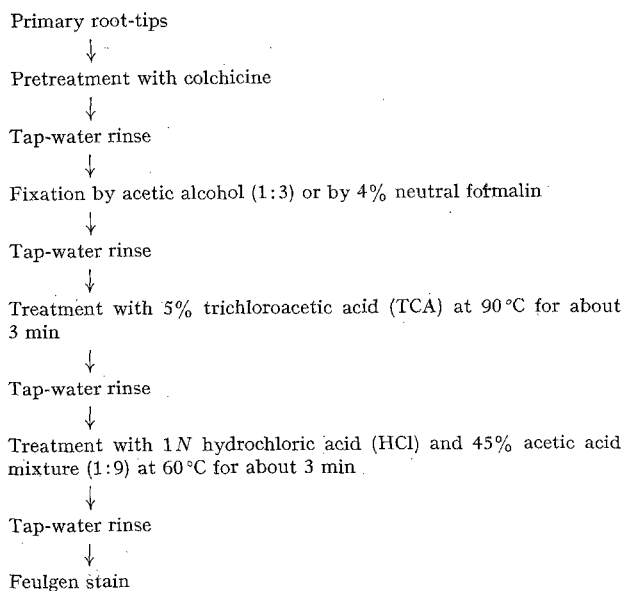 Primary root-tips
↓
Pretreatment with colchicine
↓
Tap-water rinse
↓
Fixation by acetic alcohol (1:3) or by 4% neutral formalin
↓
Tap-water rinse
↓
Treatment with 5% trichloroacetic acid (TCA) at 90 °C for about
3 min
↓
Tap-water rinse
↓
Treatment with 1N hydrochloric acid (HCl) and 45% acetic acid
mixture (1:9) at 60 °C for about 3 min
↓
Tap-water rinse
↓
Feulgen stain